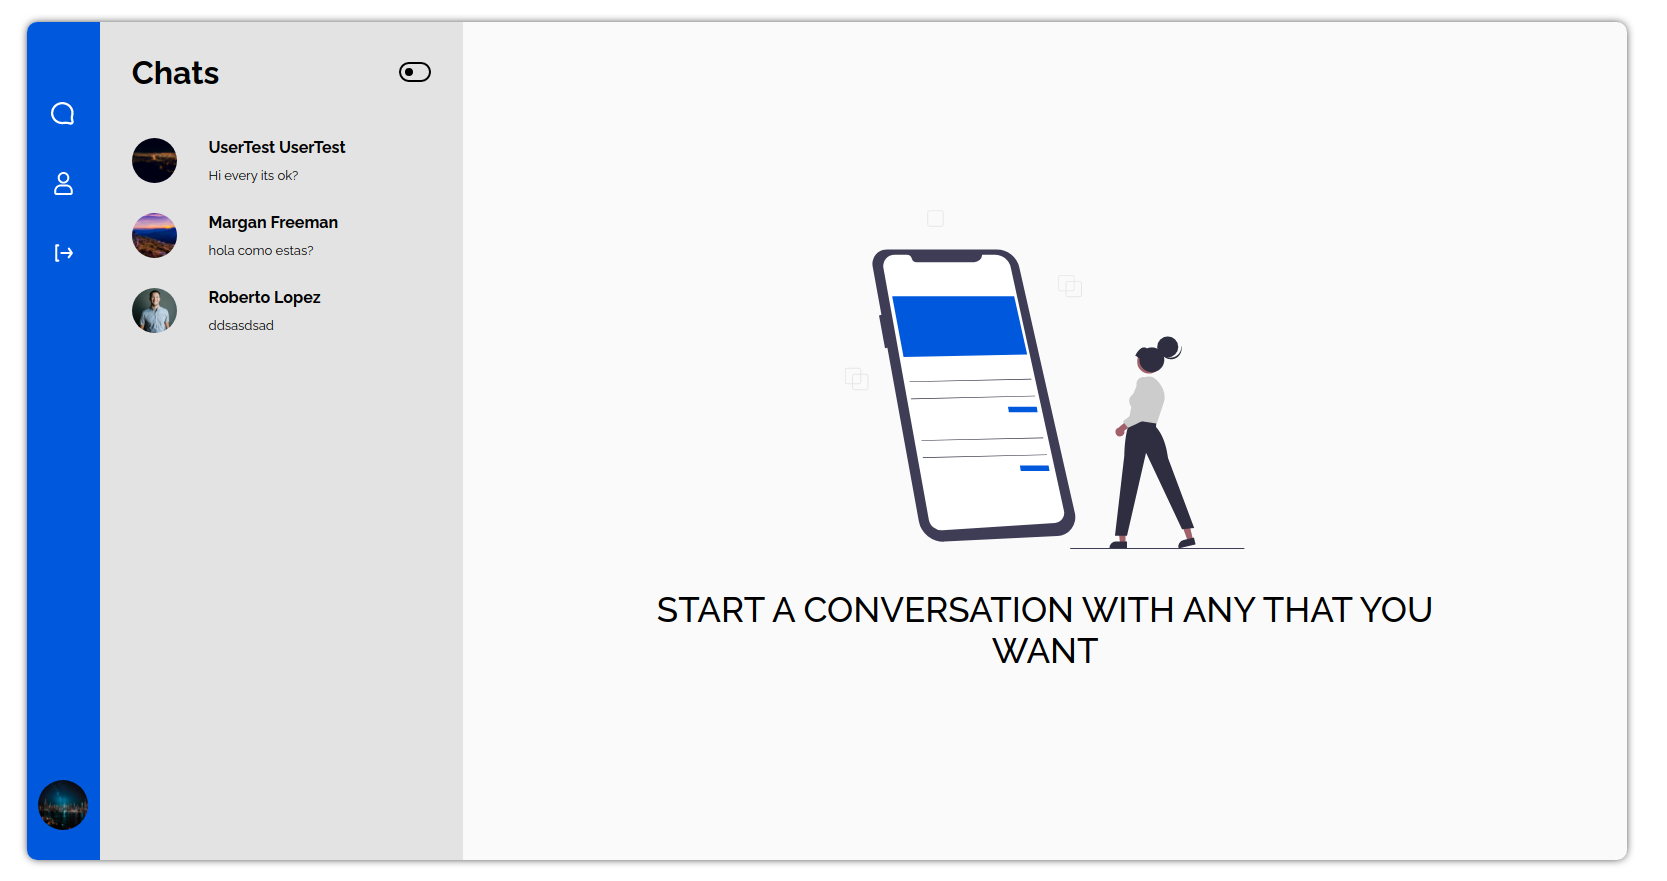 Chats
UserTest UserTest
Hi every its ok?
Margan Freeman
hola como estas?
Roberto Lopez
ddsasdsad
START A CONVERSATION WITH ANY THAT YOU
WANT